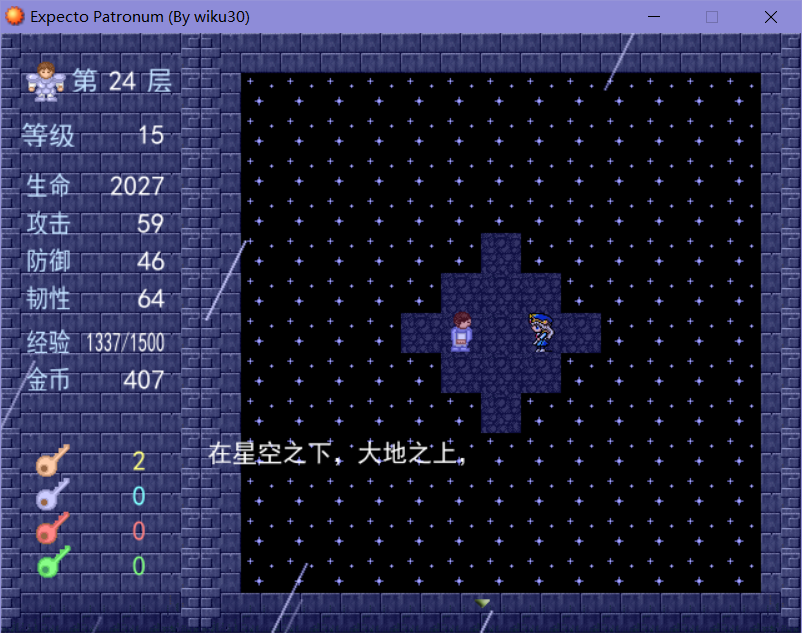 Expecto Patronum (By wiku30)
第 24 层
等级 15
生命 2027
攻击 59
防御 46
韧性 64
经验 1337/1500
金币 407
2
0
0
0
在星空之下，大地之上，